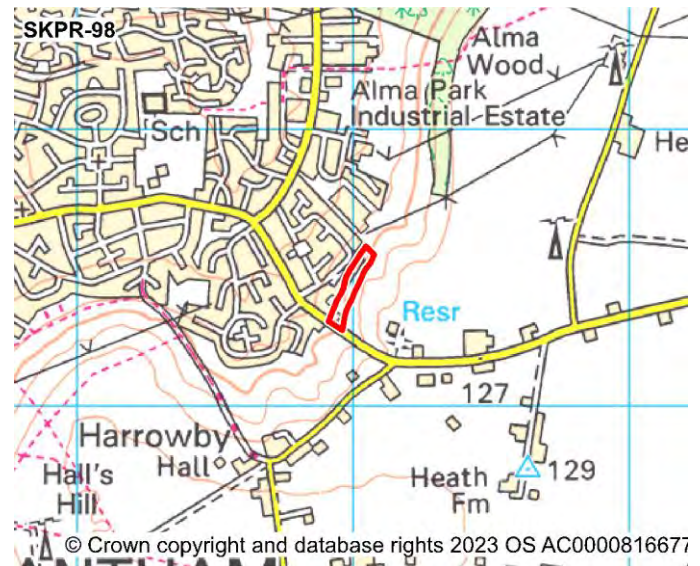 SKPR-98
Alma
Wood
Alma Park
Industrial Estate
Sch
He
Resr
127
Harrowby
Hall
Hall's
Hill
Heath
Fm
129
© Crown copyright and database rights 2023 OS AC0000816677